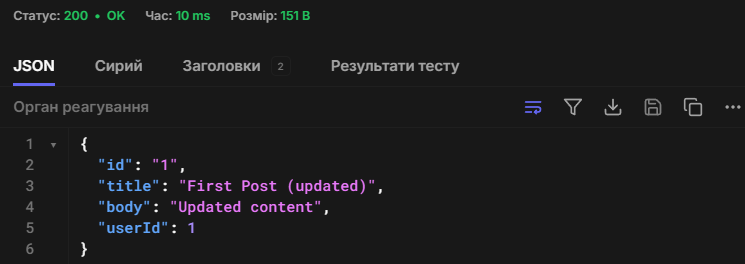 Статус: 200 • OK Час: 10 ms Розмір: 151 B
JSON Сирий Заголовки 2 Результати тесту
Орган реагування
1 {
2 "id": "1",
3 "title": "First Post (updated)",
4 "body": "Updated content",
5 "userId": 1
6 }